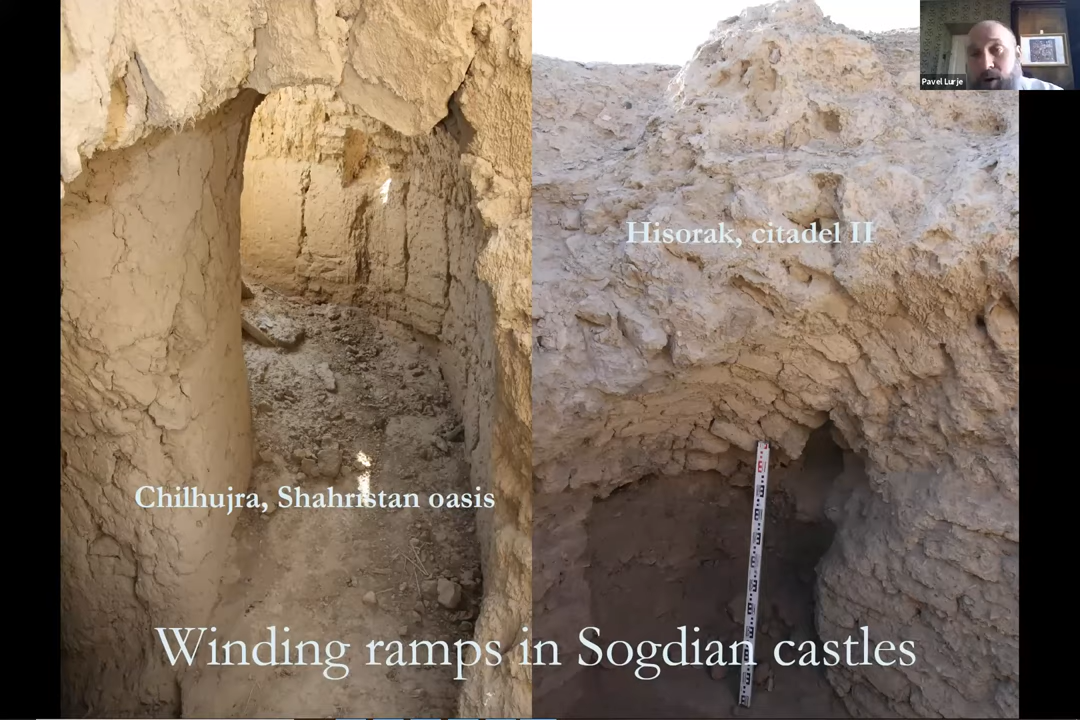 Pavel Lurje
Hisorak, citadel II
Chilhujra, Shahristan oasis
Winding ramps in Sogdian castles